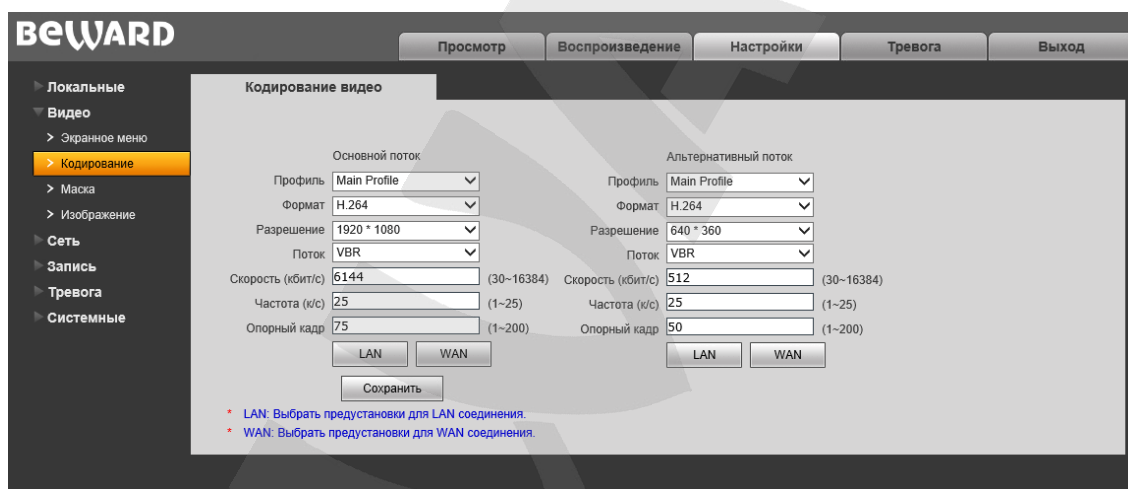 BEWARD
Просмотр Воспроизведение Настройки Тревога Выход
Локальные
Видео
> Экранное меню
> Кодирование
> Маска
> Изображение
Сеть
Запись
Тревога
Системные
Кодирование видео
Основной поток
Профиль Main Profile
Формат H.264
Разрешение 1920 * 1080
Поток VBR
Скорость (кбит/с) 6144 (30~16384)
Частота (к/с) 25 (1~25)
Опорный кадр 75 (1~200)
LAN WAN
Альтернативный поток
Профиль Main Profile
Формат H.264
Разрешение 640 * 360
Поток VBR
Скорость (кбит/с) 512 (30~16384)
Частота (к/с) 25 (1~25)
Опорный кадр 50 (1~200)
LAN WAN
Сохранить
* LAN: Выбрать предустановки для LAN соединения.
* WAN: Выбрать предустановки для WAN соединения.